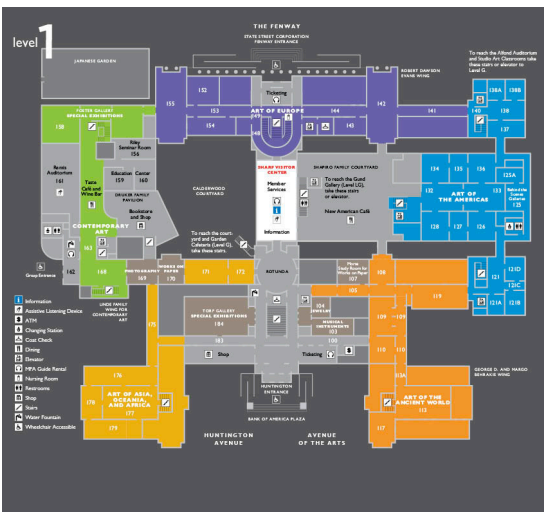 level 1
THE FENWAY
STATE STREET CORPORATION
FENWAY ENTRANCE
To reach the Alfond Auditorium
and Studio Art Classrooms take
these stairs or elevator to
Level G.
JAPANESE GARDEN
ROBERT DAWSON
EVANS WING
Ticketing
155
152
153
154
ART OF EUROPE
144
143
142
141
140
138A
138B
138
137
FOSTER GALLERY
SPECIAL EXHIBITIONS
158
Riley
Seminar Room
156
Remis
Auditorium
161
Education Center
159 160
Taste
Café and
Wine Bar
DRUKER FAMILY
PAVILION
Bookstore
and Shop
CALDERWOOD
COURTYARD
SHARF VISITOR
CENTER
Member
Services
Information
SHAPIRO FAMILY COURTYARD
To reach the Gund
Gallery (Level LG),
take these stairs
or elevator.
New American Café
134
135
136
132
133
ART OF
THE AMERICAS
128
127
126
125A
125
CONTEMPORARY
ART
163
162
168
Group Entrance
To reach the court-
yard and Garden
Cafeteria (Level G),
take these stairs.
PHOTOGRAPHY
169
WORKS ON
PAPER
170
171
172
ROTUNDA
Morse
Study Room for
Works on Paper
107
108
105
121
121D
121C
121A
121B
119
LINDE FAMILY
WING FOR
CONTEMPORARY
ART
TORF GALLERY
SPECIAL EXHIBITIONS
184
104
JEWELRY
MUSICAL
INSTRUMENTS
103
109
175
183
100
110
Shop
Ticketing
Information
Assistive Listening Device
ATM
Changing Station
Coat Check
Dining
Elevator
MFA Guide Rental
Nursing Room
Restrooms
Shop
Stairs
Water Fountain
Wheelchair Accessible
176
178
ART OF ASIA,
OCEANIA,
AND AFRICA
177
179
HUNTINGTON
ENTRANCE
BANK OF AMERICA PLAZA
GEORGE D. AND MARGO
BEHRAKIS WING
ART OF THE
ANCIENT WORLD
113
117
HUNTINGTON
AVENUE
AVENUE
OF THE ARTS